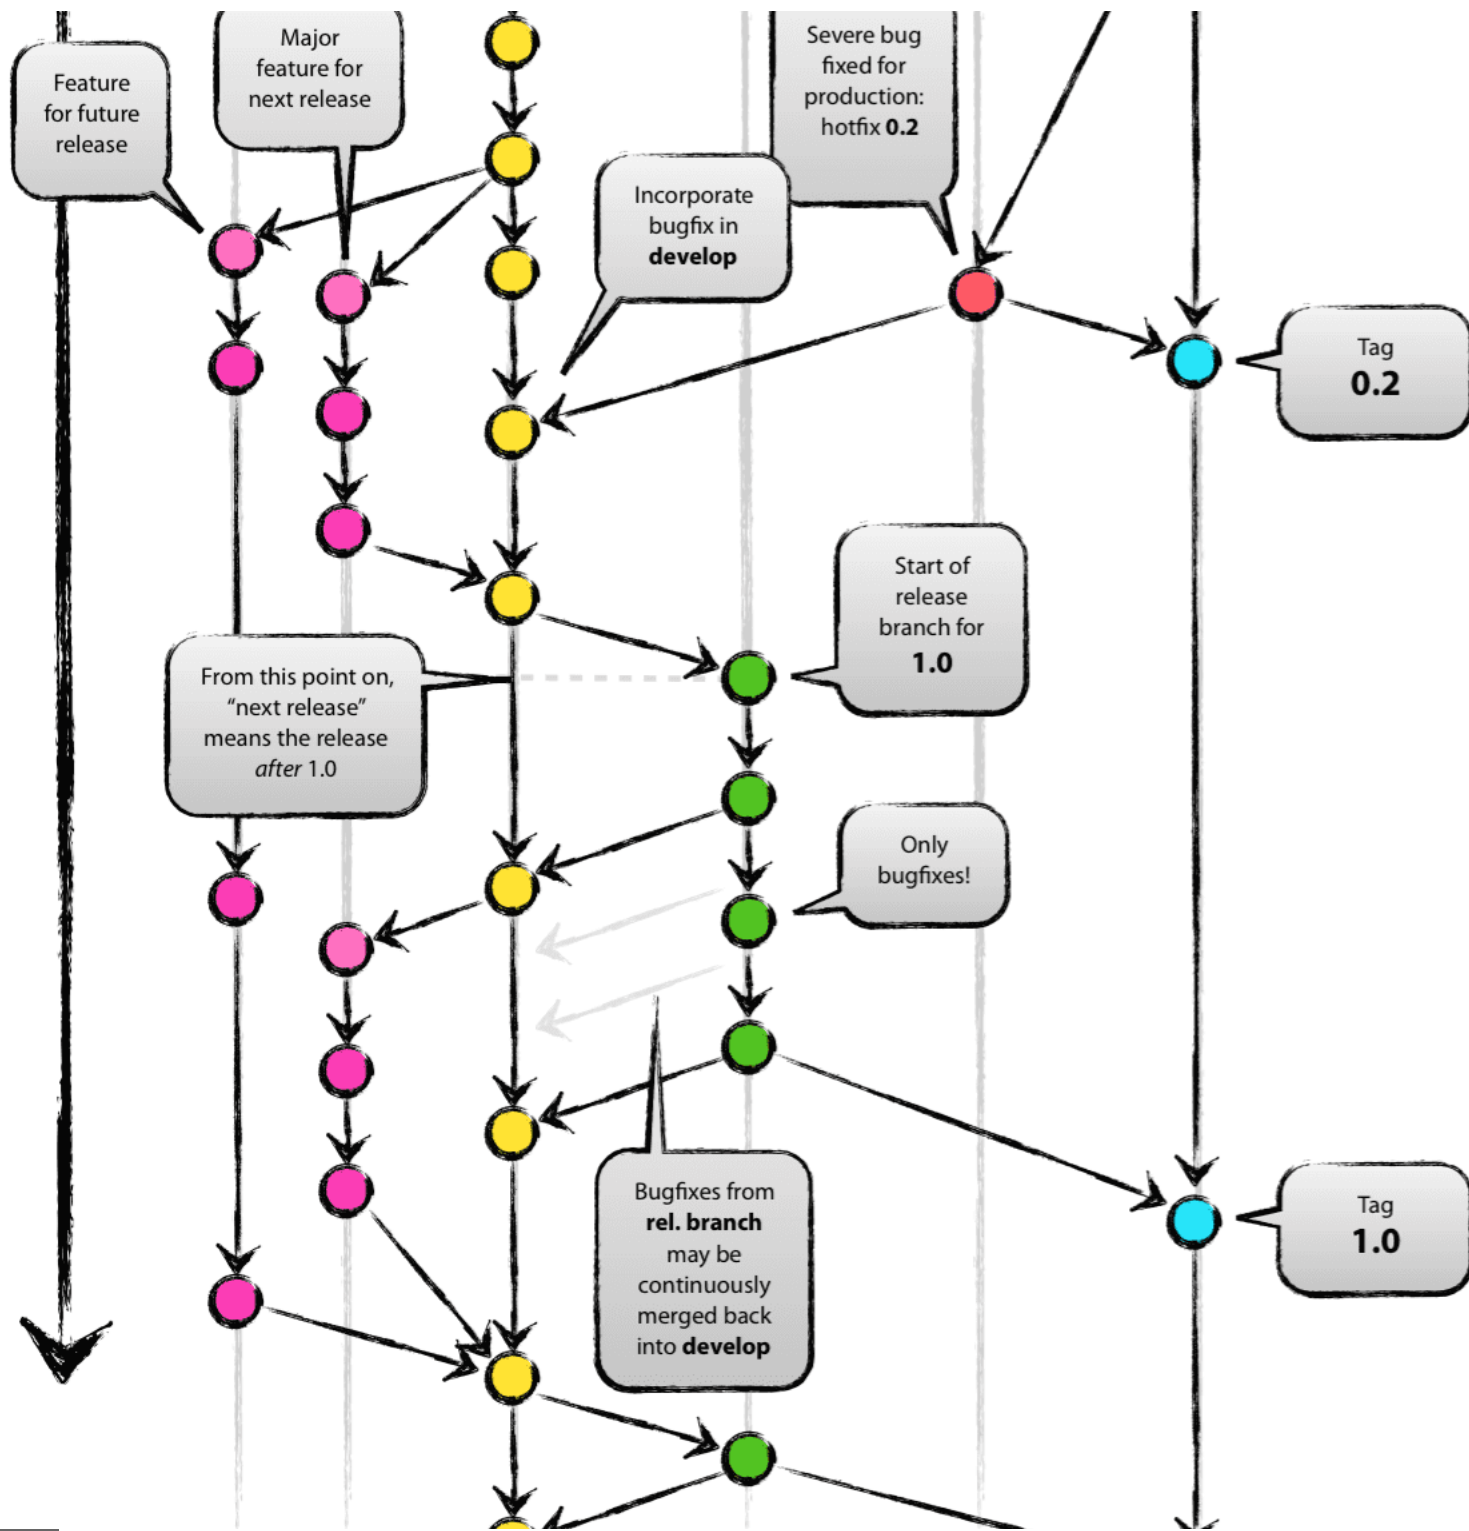 Major
feature for
next release
Severe bug
fixed for
production:
hotfix 0.2
Feature
for future
release
Incorporate
bugfix in
develop
Tag
0.2
Start of
release
branch for
1.0
From this point on,
“next release”
means the release
after 1.0
Only
bugfixes!
Bugfixes from
rel. branch
may be
continuously
merged back
into develop
Tag
1.0